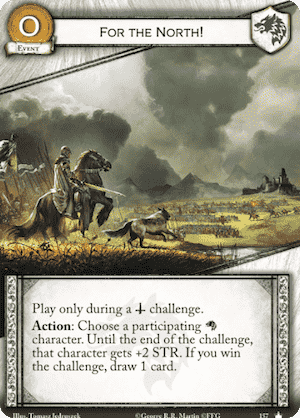 0
FOR THE NORTH!
EVENT
Play only during a challenge.
Action: Choose a participating
character. Until the end of the challenge,
that character gets +2 STR. If you win
the challenge, draw 1 card.
Illus. Tomasz Jedruszek ©George R.R. Martin ©FFG 157